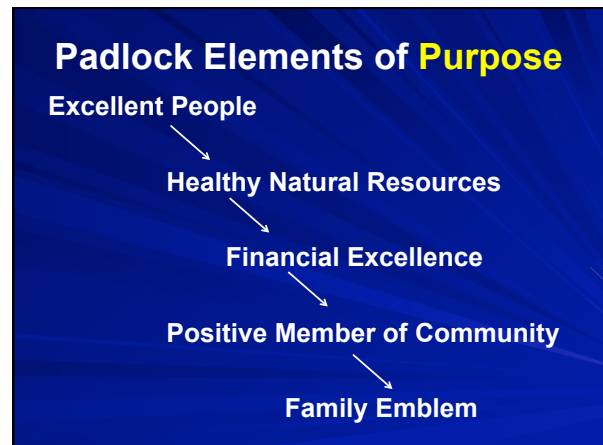 Padlock Elements of Purpose
Excellent People
Healthy Natural Resources
Financial Excellence
Positive Member of Community
Family Emblem